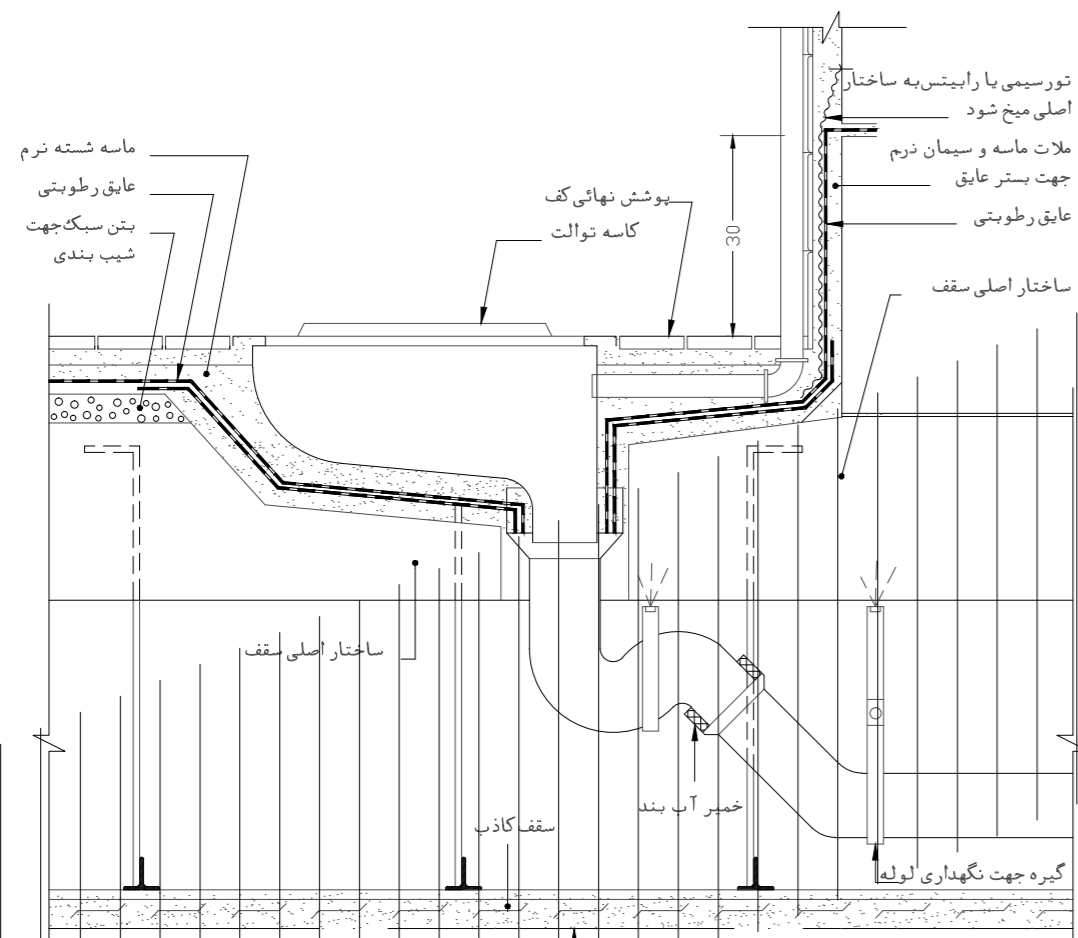 تورسیمی یا رابیتس به ساختار
اصلی میخ شود
ملات ماسه و سیمان نرم
جهت بستر عایق
عایق رطوبتی
ساختار اصلی سقف
ماسه شسته نرم
عایق رطوبتی
بتن سبک جهت
شیب بندی
پوشش نهائی کف
کاسه توالت
30
ساختار اصلی سقف
خمیر آب بند
سقف کاذب
گیره جهت نگهداری لوله